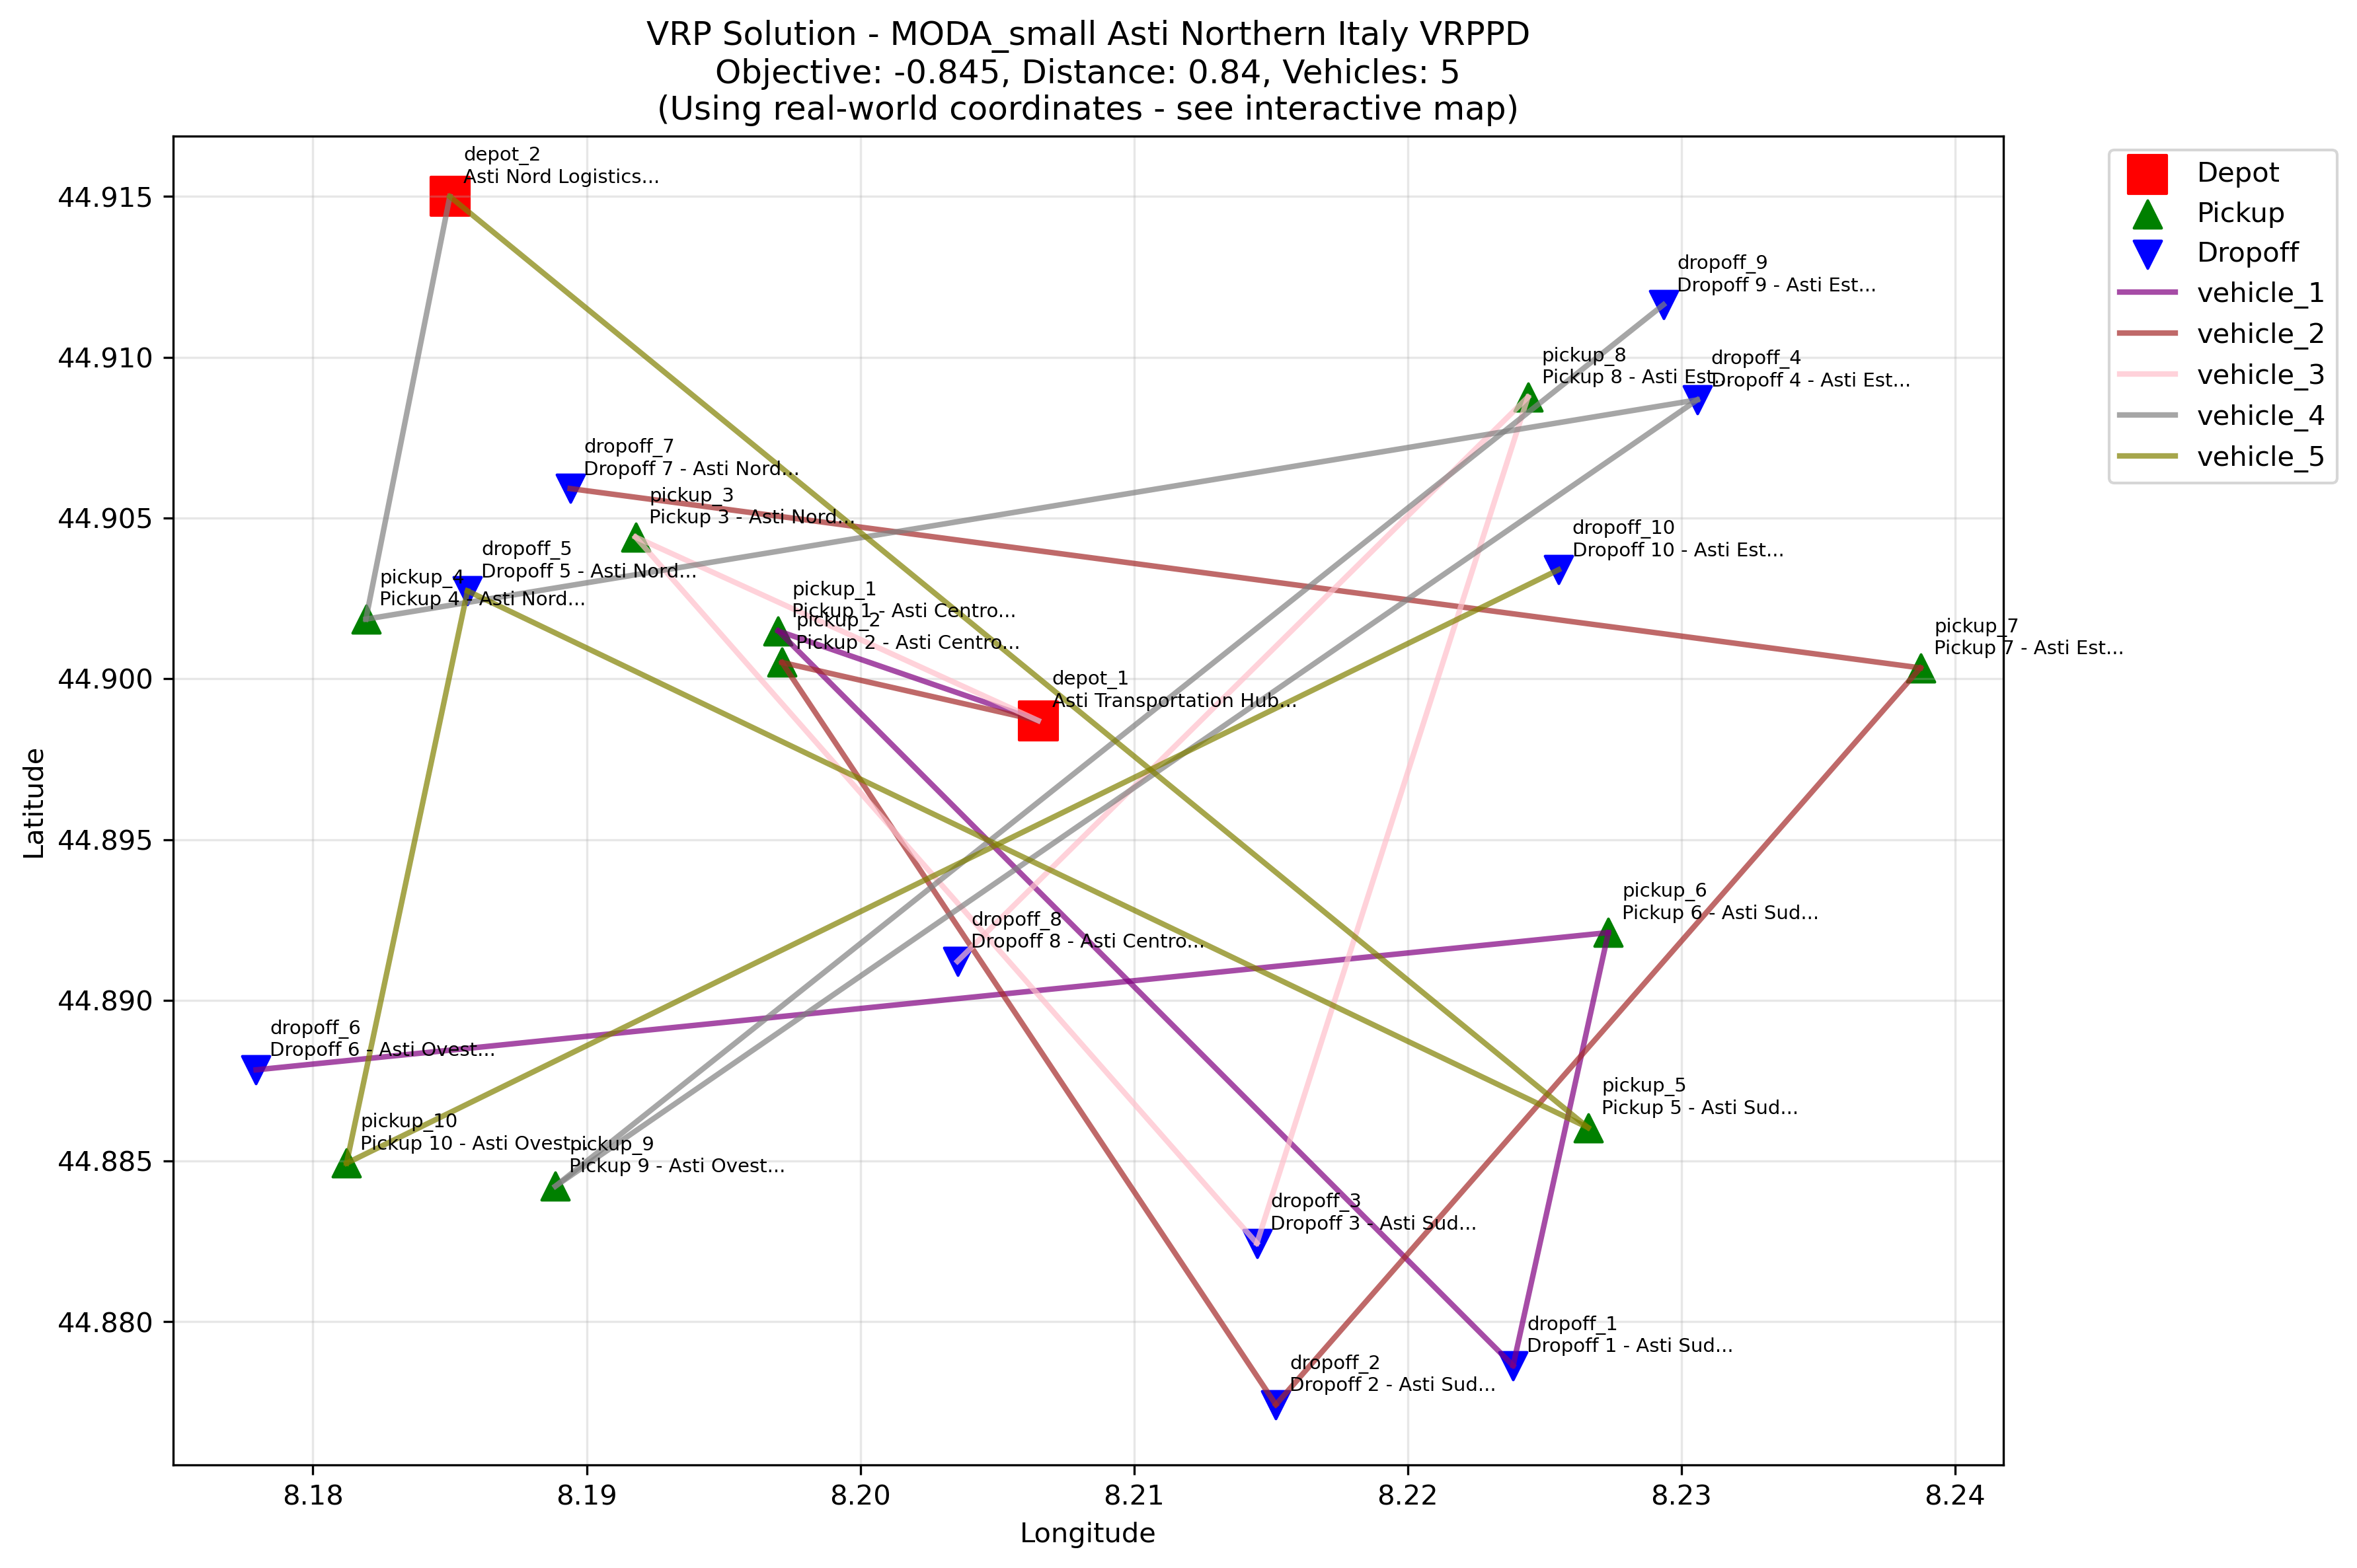 VRP Solution - MODA_small Asti Northern Italy VRPPD
Objective: -0.845, Distance: 0.84, Vehicles: 5
(Using real-world coordinates - see interactive map)
depot_2
Asti Nord Logistics...
dropoff_9
Dropoff 9 - Asti Est...
pickup_8
Pickup 8 - Asti Est...
dropoff_4
Dropoff 4 - Asti Est...
dropoff_7
Dropoff 7 - Asti Nord...
pickup_3
Pickup 3 - Asti Nord...
dropoff_10
Dropoff 10 - Asti Est...
dropoff_5
Dropoff 5 - Asti Nord...
pickup_4
Pickup 4 - Asti Nord...
pickup_1
Pickup 1 - Asti Centro...
pickup_2
Pickup 2 - Asti Centro...
pickup_7
Pickup 7 - Asti Est...
depot_1
Asti Transportation Hub...
pickup_6
Pickup 6 - Asti Sud...
dropoff_8
Dropoff 8 - Asti Centro...
dropoff_6
Dropoff 6 - Asti Ovest...
pickup_5
Pickup 5 - Asti Sud...
pickup_10
Pickup 10 - Asti Ovest...
pickup_9
Pickup 9 - Asti Ovest...
dropoff_3
Dropoff 3 - Asti Sud...
dropoff_1
Dropoff 1 - Asti Sud...
dropoff_2
Dropoff 2 - Asti Sud...
44.915
44.910
44.905
44.900
44.895
44.890
44.885
44.880
Latitude
8.18
8.19
8.20
8.21
8.22
8.23
8.24
Longitude
Depot
Pickup
Dropoff
vehicle_1
vehicle_2
vehicle_3
vehicle_4
vehicle_5